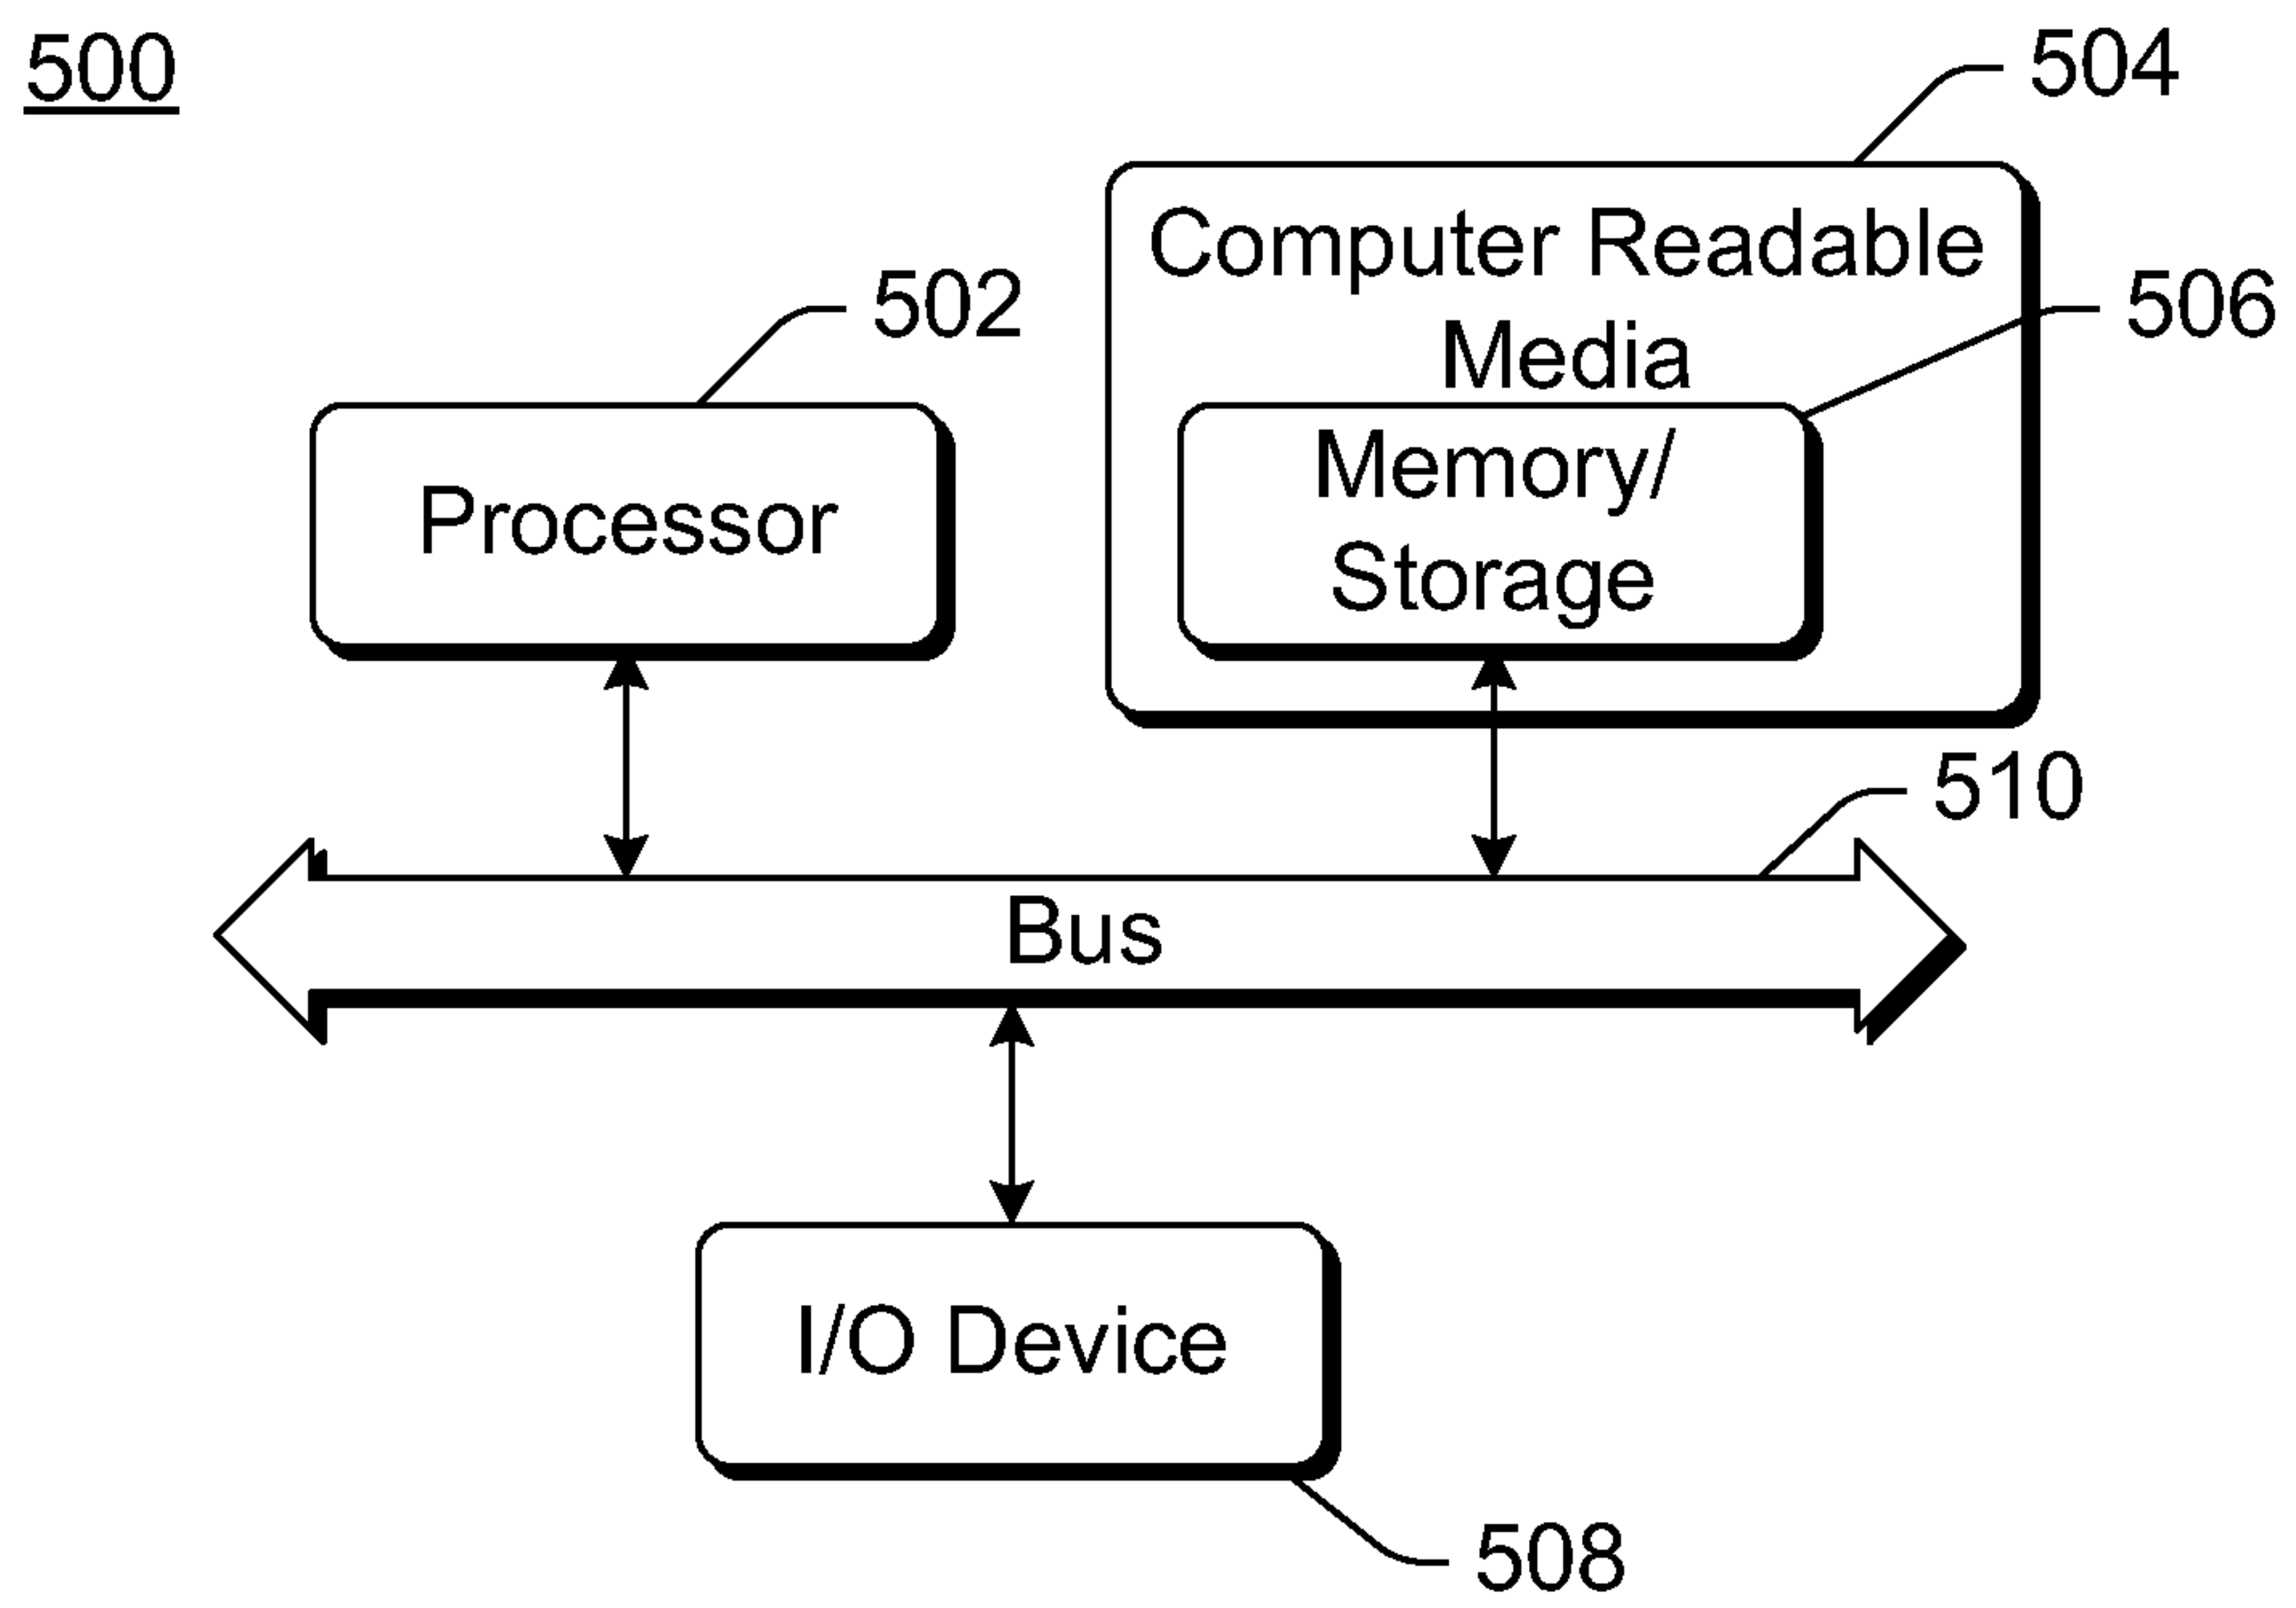 500
504
Computer Readable
Media
506
502
Processor
Memory/
Storage
510
Bus
I/O Device
508